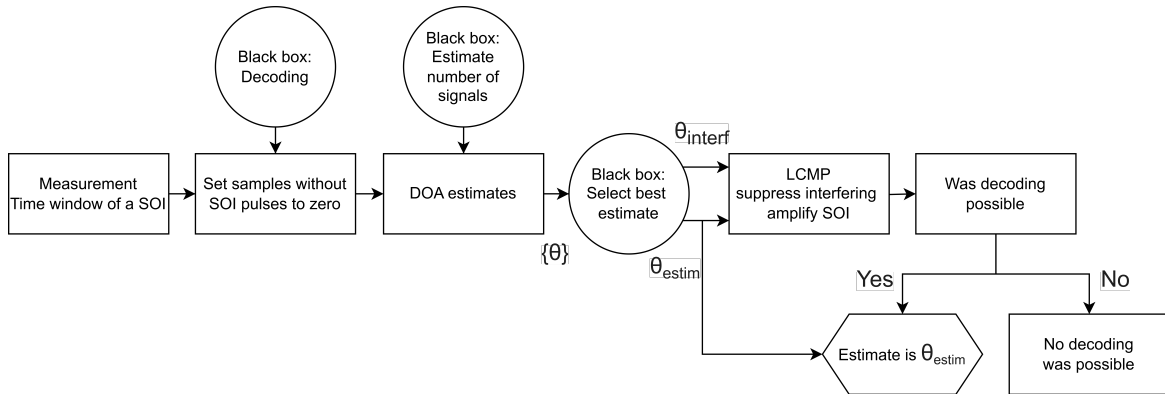 Black box:
Decoding
Black box:
Estimate
number of
signals
Measurement
Time window of a SOI
Set samples without
SOI pulses to zero
DOA estimates
{θ}
Black box:
Select best
estimate
θinterf
θestim
LCMP
suppress interfering
amplify SOI
Was decoding
possible
Yes
No
Estimate is θestim
No decoding
was possible